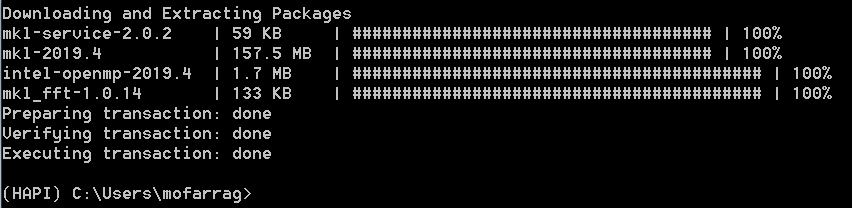 Downloading and Extracting Packages
mkl-service-2.0.2    | 59 KB     | #################################### | 100%
mkl-2019.4           | 157.5 MB  | #################################### | 100%
intel-openmp-2019.4  | 1.7 MB    | ######################################### | 100%
mkl_fft-1.0.14       | 133 KB    | ######################################### | 100%
Preparing transaction: done
Verifying transaction: done
Executing transaction: done
(HAPI) C:\Users\mofarrag>